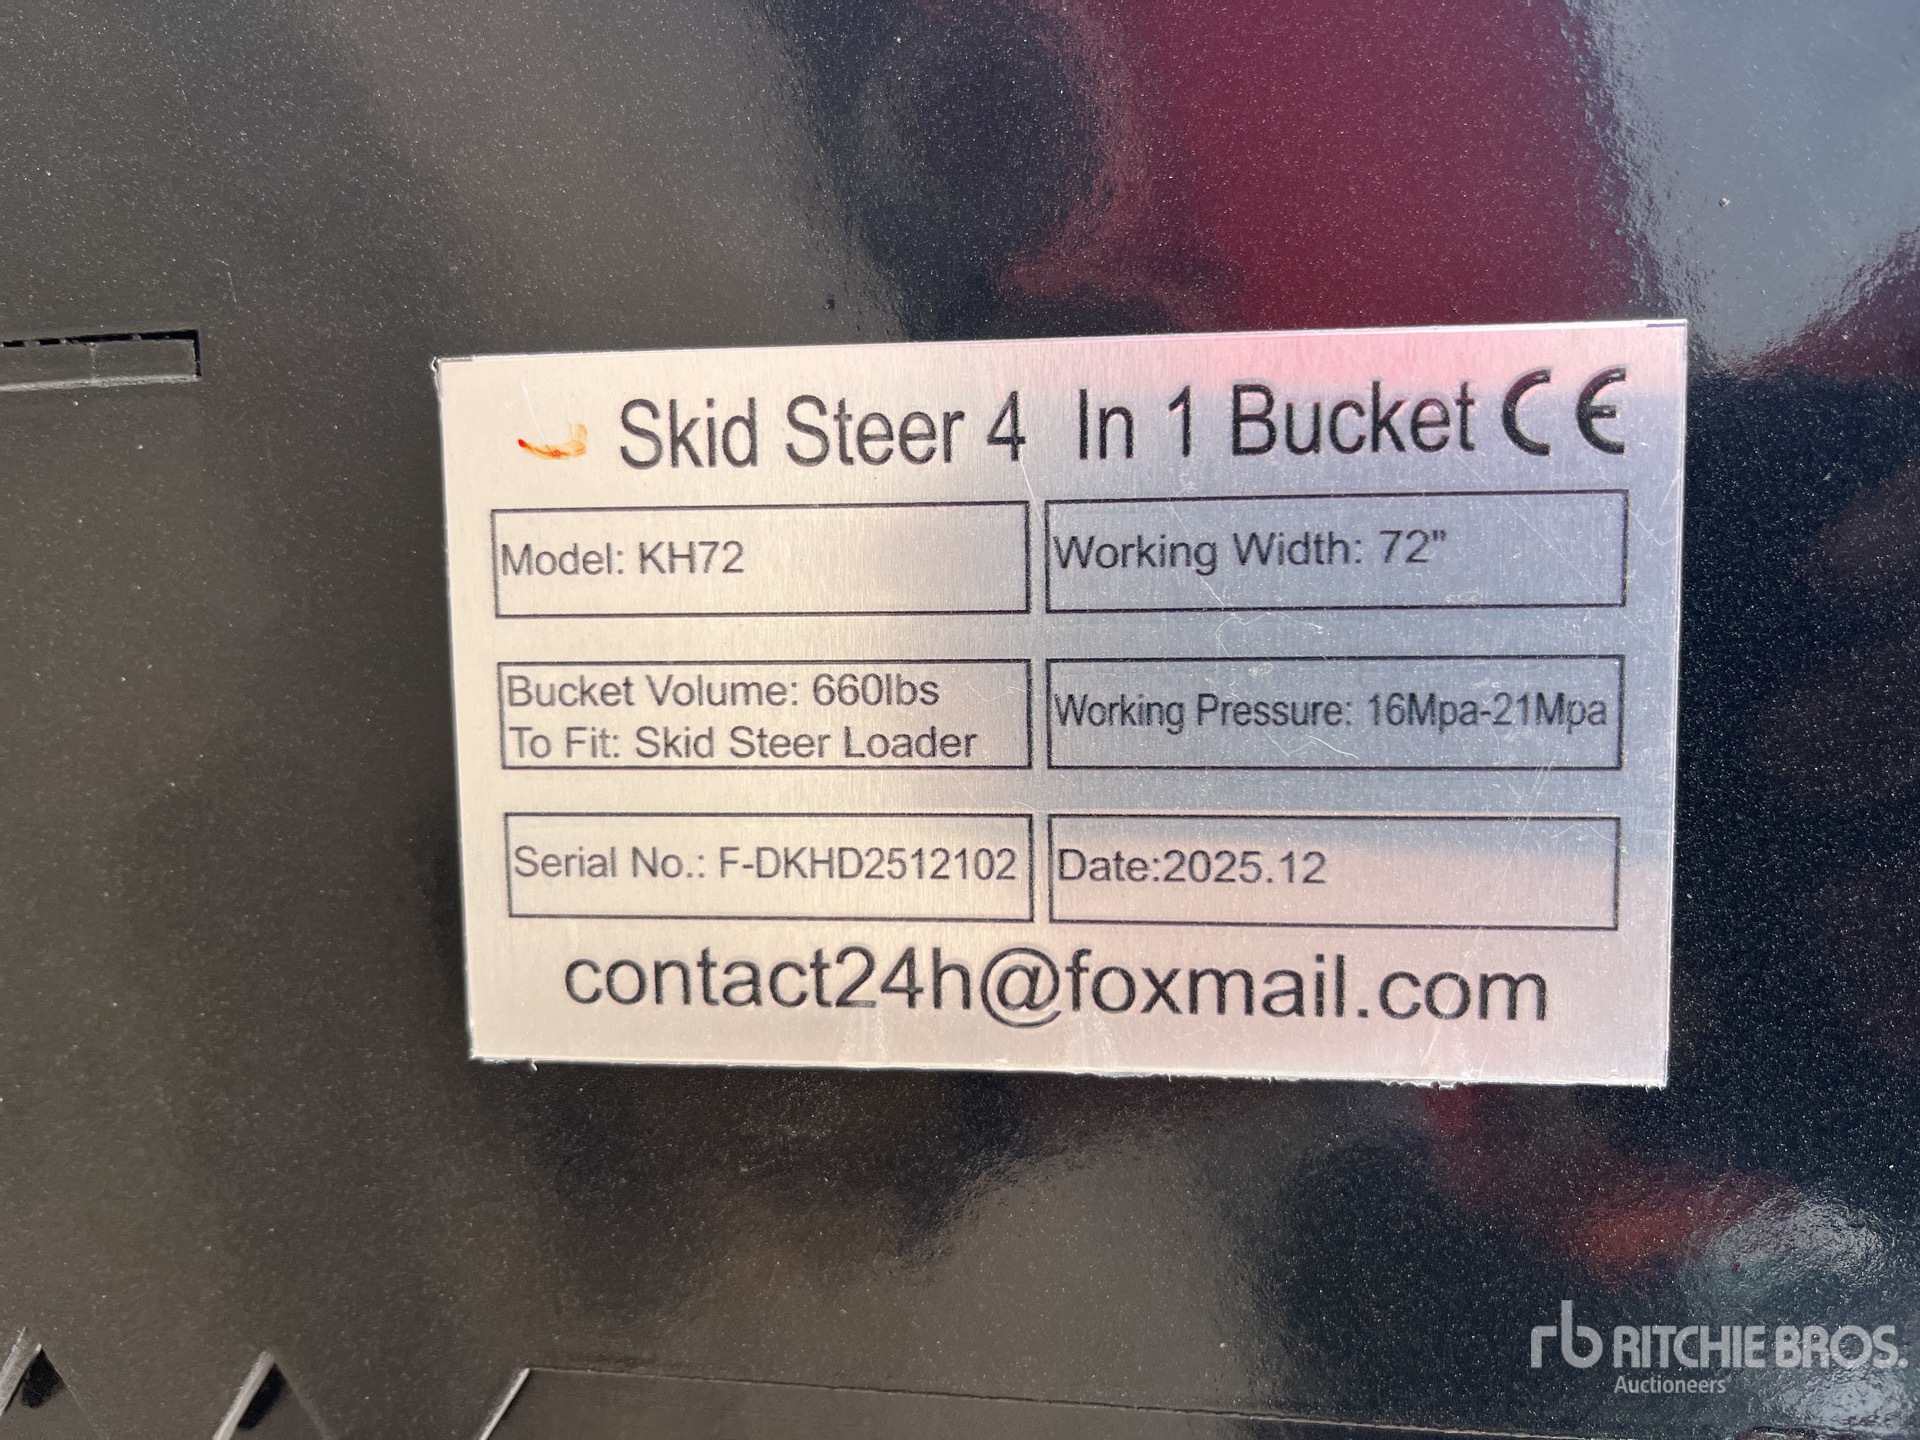 Skid Steer 4 In 1 Bucket CE
Model: KH72
Working Width: 72"
Bucket Volume: 660lbs
To Fit: Skid Steer Loader
Working Pressure: 16Mpa-21Mpa
Serial No.: F-DKHD2512102
Date:2025.12
contact24h@foxmail.com
rb RITCHIE BROS.
Auctioneers